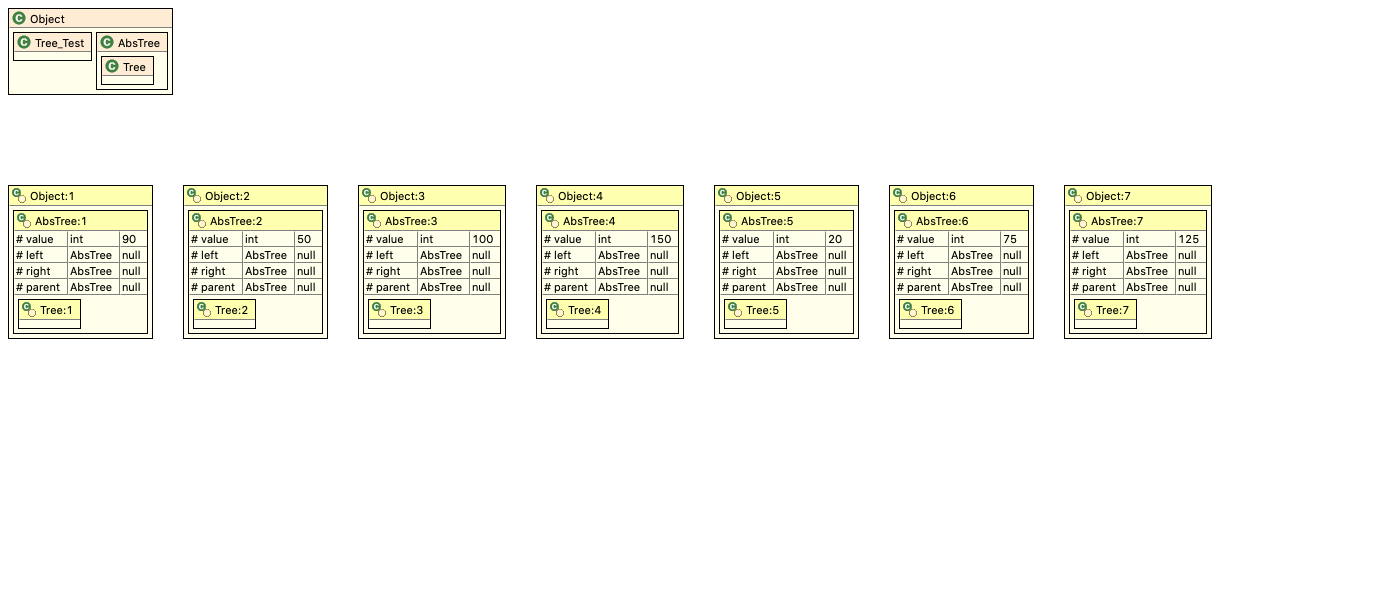 Object
Tree_Test AbsTree
Tree
Object:1 Object:2 Object:3 Object:4 Object:5 Object:6 Object:7
AbsTree:1 AbsTree:2 AbsTree:3 AbsTree:4 AbsTree:5 AbsTree:6 AbsTree:7
# value int 90 # value int 50 # value int 100 # value int 150 # value int 20 # value int 75 # value int 125
# left AbsTree null # left AbsTree null # left AbsTree null # left AbsTree null # left AbsTree null # left AbsTree null # left AbsTree null
# right AbsTree null # right AbsTree null # right AbsTree null # right AbsTree null # right AbsTree null # right AbsTree null # right AbsTree null
# parent AbsTree null # parent AbsTree null # parent AbsTree null # parent AbsTree null # parent AbsTree null # parent AbsTree null # parent AbsTree null
Tree:1 Tree:2 Tree:3 Tree:4 Tree:5 Tree:6 Tree:7